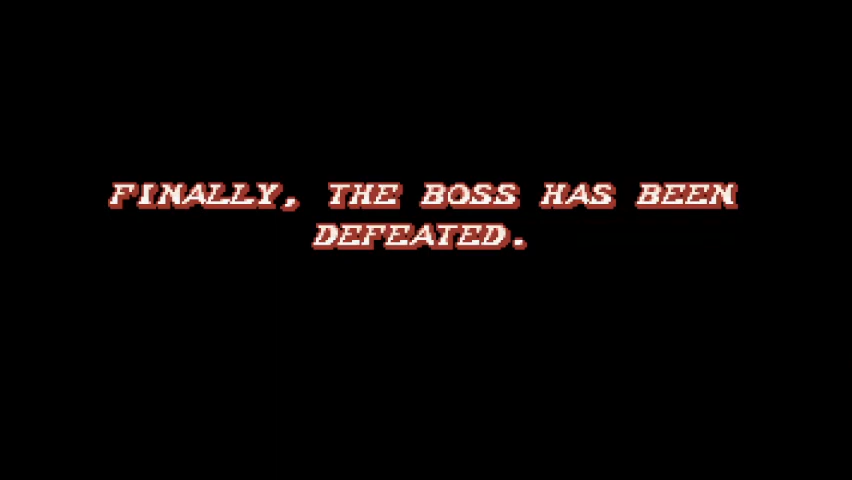 FINALLY, THE BOSS HAS BEEN
DEFEATED.